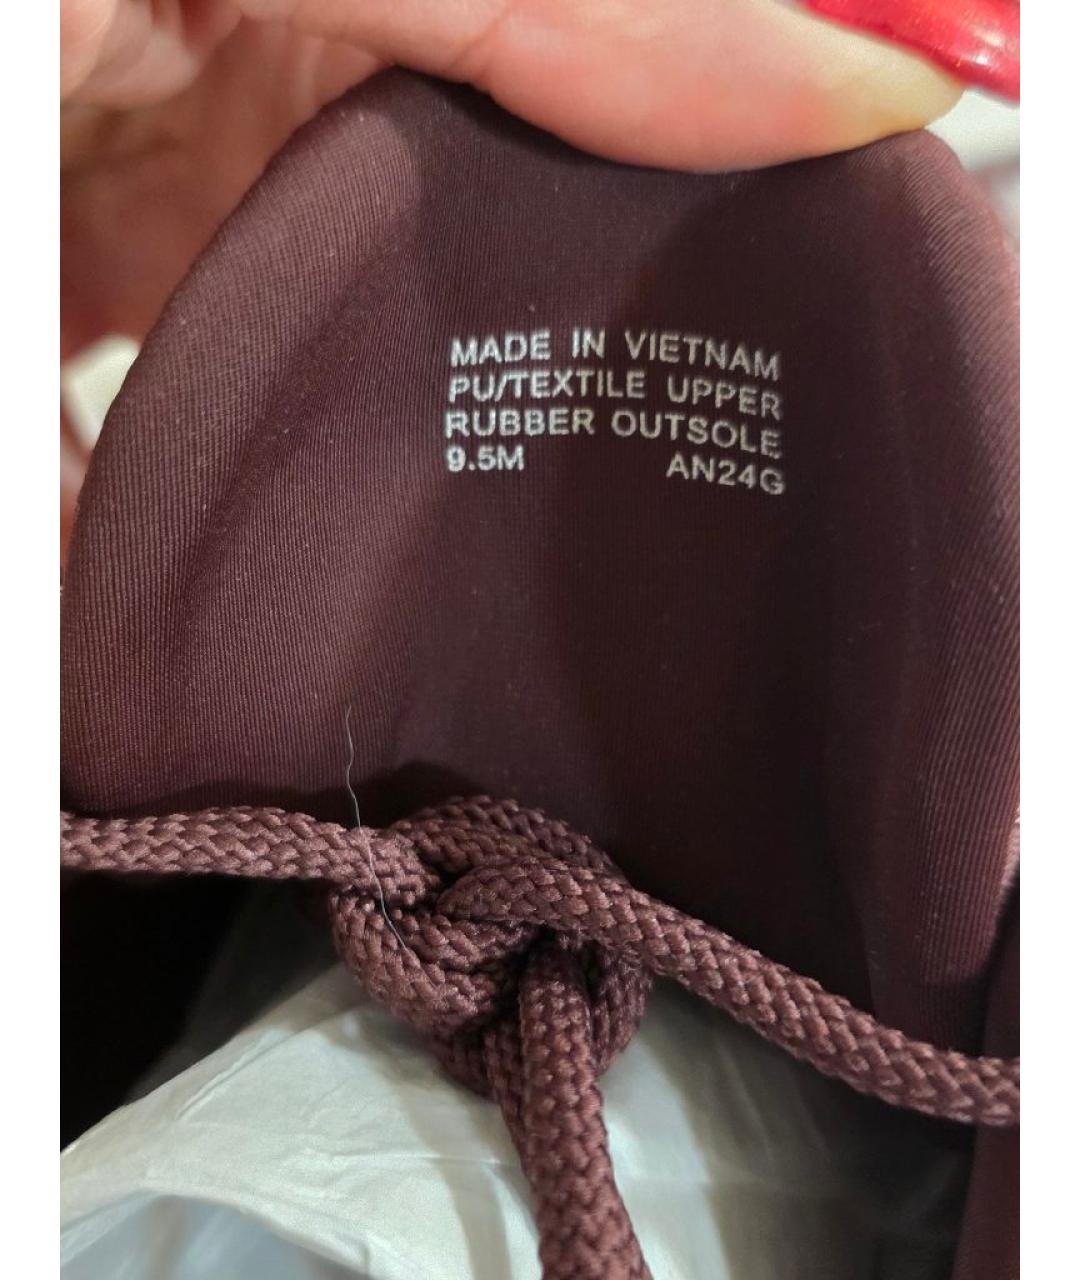 MADE IN VIETNAM
PU/TEXTILE UPPER
RUBBER OUTSOLE
9.5M AN24G